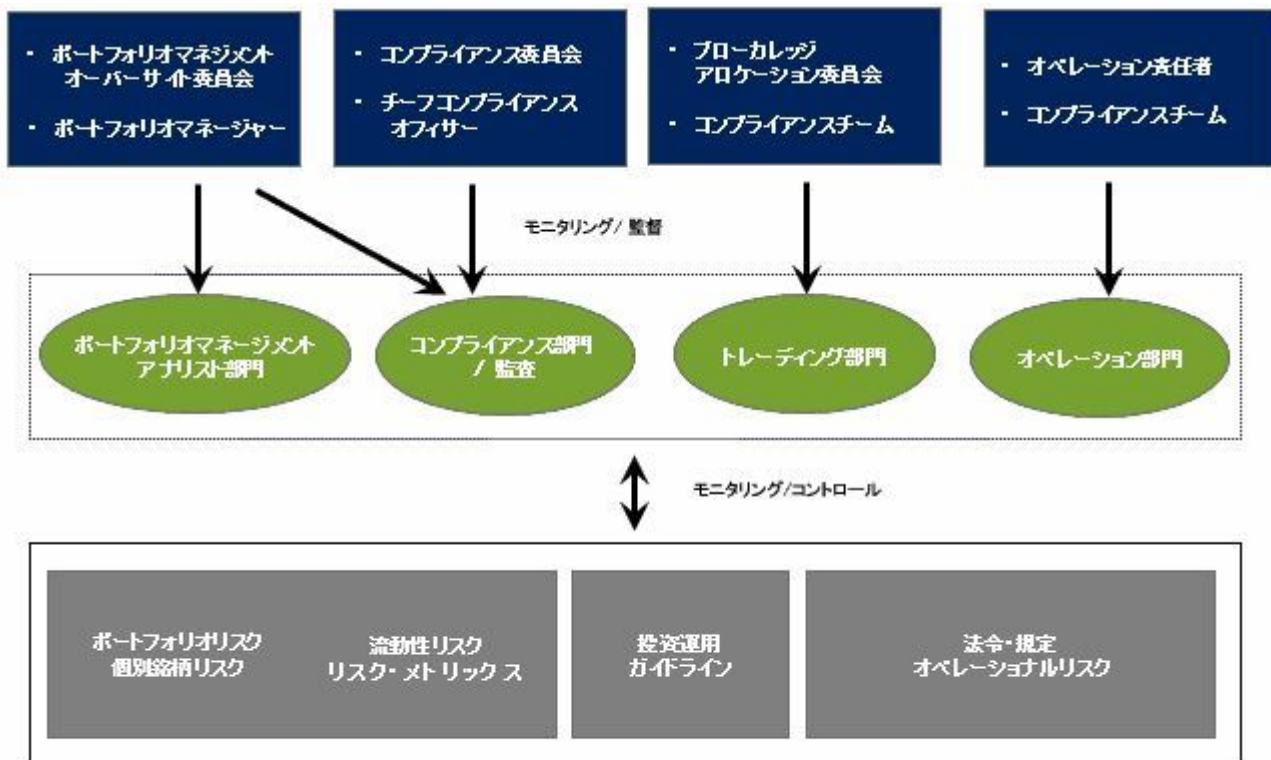 ・ ポートフォリオマネジメント
オーバーサイト委員会
・ ポートフォリオマネージャー
・ コンプライアンス委員会
・ チーフコンプライアンス
オフィサー
・ ブローカレッジ
アロケーション委員会
・ コンプライアンスチーム
・ オペレーション責任者
・ コンプライアンスチーム
モニタリング/ 監督
ポートフォリオマネージメント
アナリスト部門
コンプライアンス部門
/ 監査
トレーディング部門
オペレーション部門
モニタリング/コントロール
ポートフォリオリスク
個別銘柄リスク
流動性リスク
リスク・メトリックス
投資運用
ガイドライン
法令・規定
オペレーショナルリスク